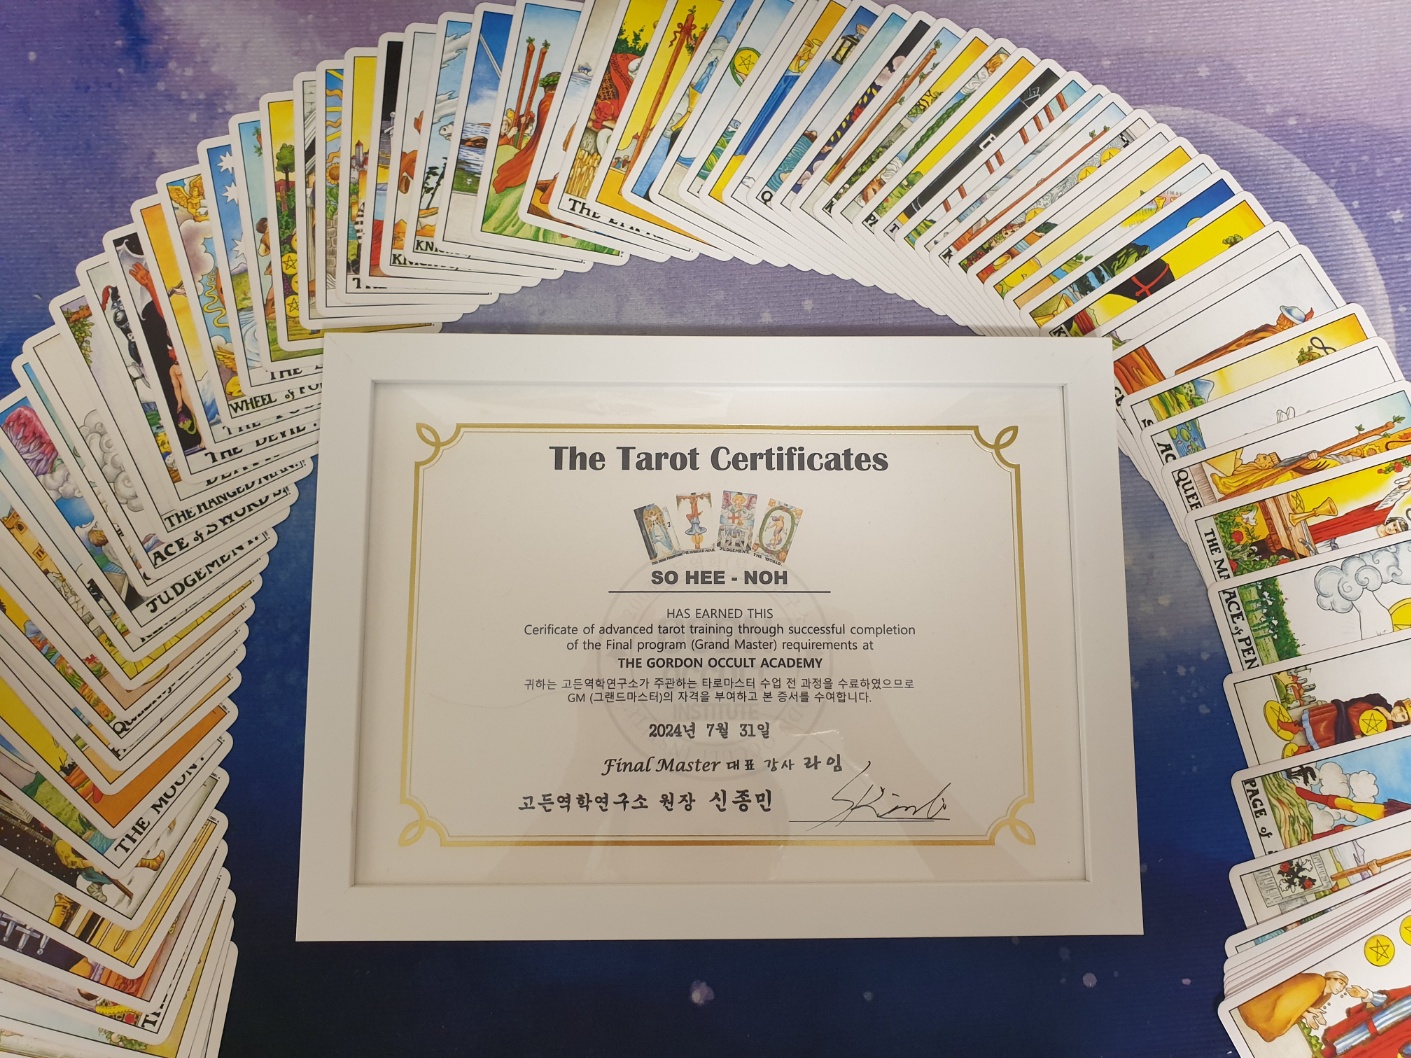 The Tarot Certificates
SO HEE - NOH
HAS EARNED THIS
Cerificate of advanced tarot training through successful completion
of the Final program (Grand Master) requirements at
THE GORDON OCCULT ACADEMY
귀하는 고든역학연구소가 주관하는 타로마스터 수업 전 과정을 수료하였으므로
GM (그랜드마스터)의 자격을 부여하고 본 증서를 수여합니다.
INSTITUTE
2024년 7월 31일
Final Master 대표 강사 라임
고든역학연구소 원장 신종민
WHEEL of FO
THE DEVIL
THE HANGED
ACE of SWORDS
JUDGEMENT
THE MOON
QUEE
THE MA
ACE of PEN
PAGE of